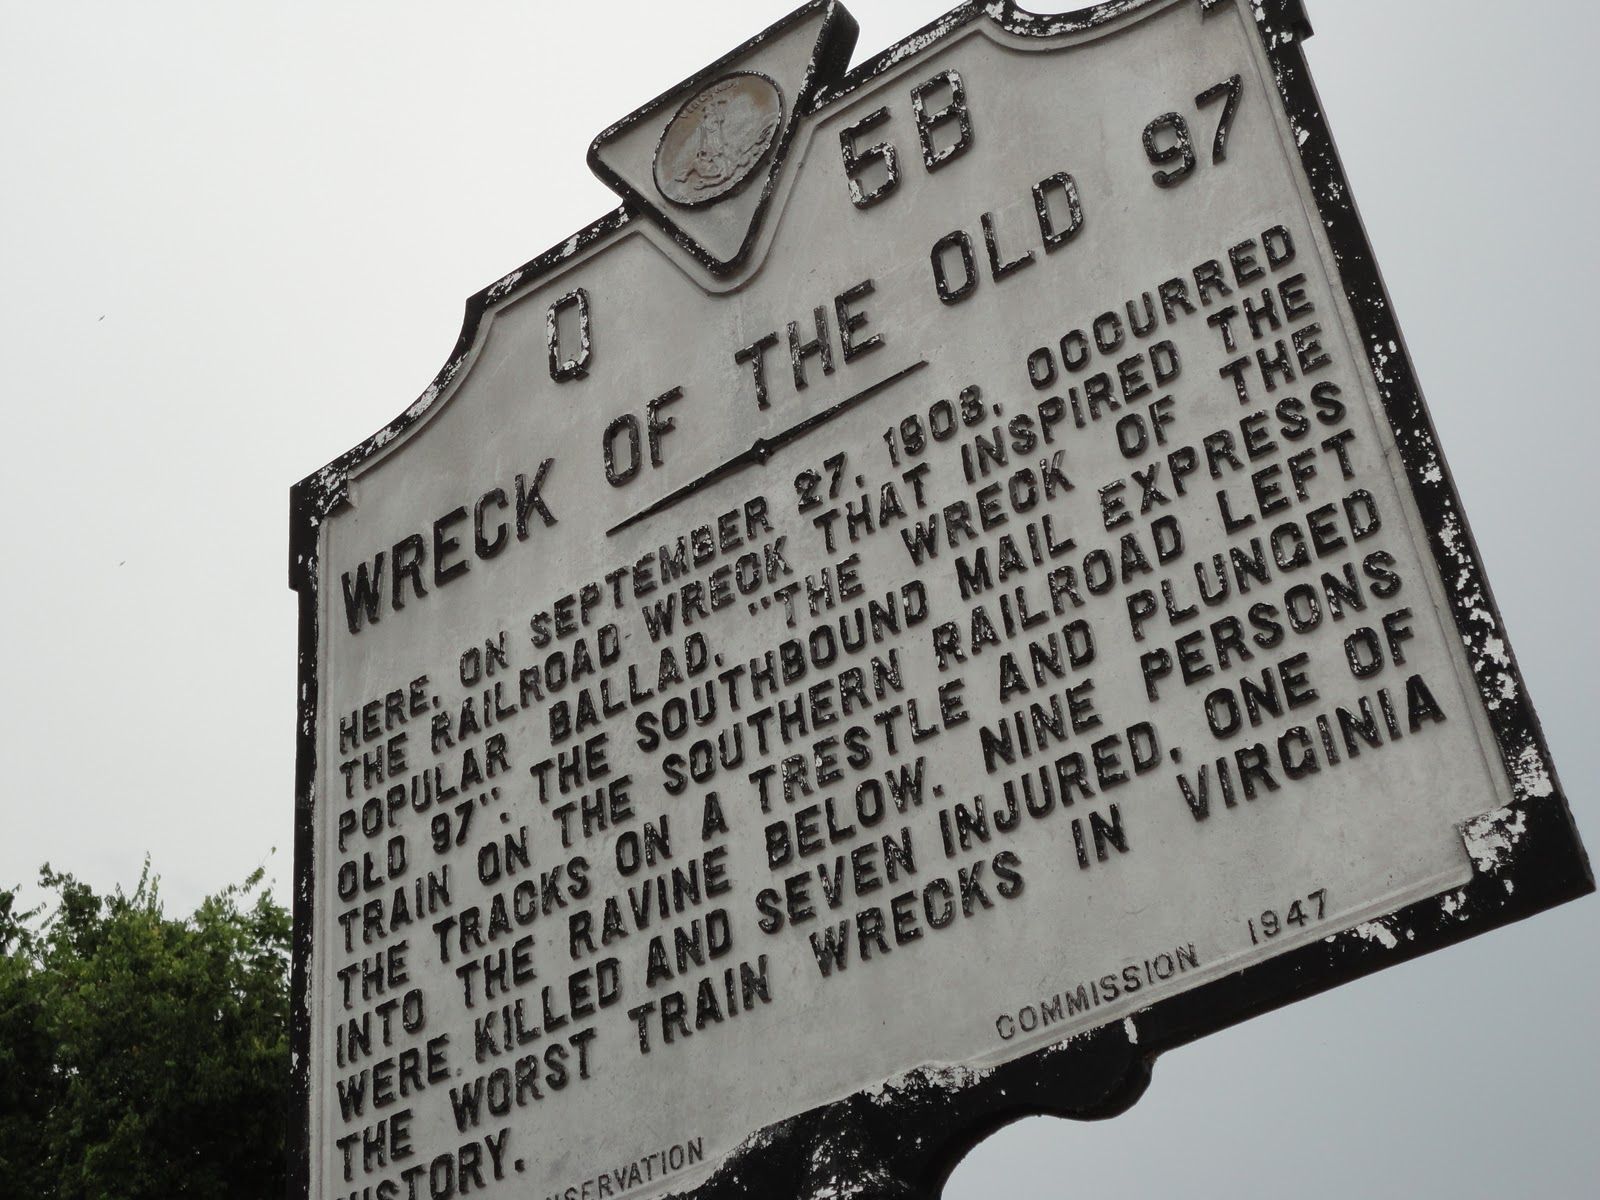 Q 5B
WRECK OF THE OLD 97
HERE, ON SEPTEMBER 27, 1903, OCCURRED
THE RAILROAD WRECK THAT INSPIRED THE
POPULAR BALLAD, "THE WRECK OF THE
OLD 97". THE SOUTHBOUND MAIL EXPRESS
TRAIN ON THE SOUTHERN RAILROAD LEFT
THE TRACKS ON A TRESTLE AND PLUNGED
INTO THE RAVINE BELOW. NINE PERSONS
WERE KILLED AND SEVEN INJURED, ONE OF
THE WORST TRAIN WRECKS IN VIRGINIA
HISTORY.
NSERVATION COMMISSION 1947